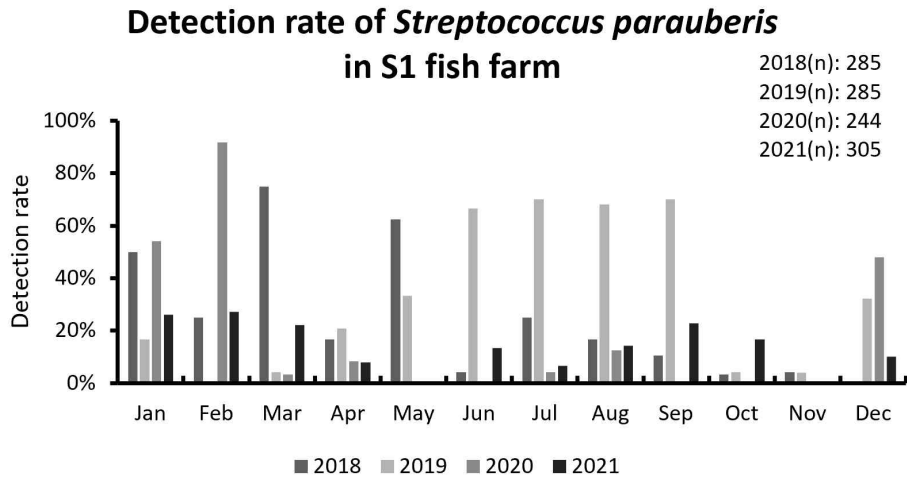 Detection rate of Streptococcus parauberis
in S1 fish farm
2018(n): 285
2019(n): 285
2020(n): 244
2021(n): 305
Detection rate
100%
80%
60%
40%
20%
0%
Jan Feb Mar Apr May Jun Jul Aug Sep Oct Nov Dec
2018 2019 2020 2021